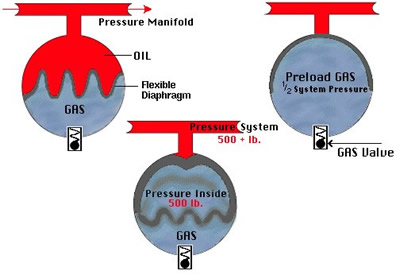 Pressure Manifold
OIL
Flexible
Diaphragm
GAS
Preload GAS
1/2 System Pressure
GAS Valve
Pressure System
500 + lb.
Pressure Inside
500 lb.
GAS